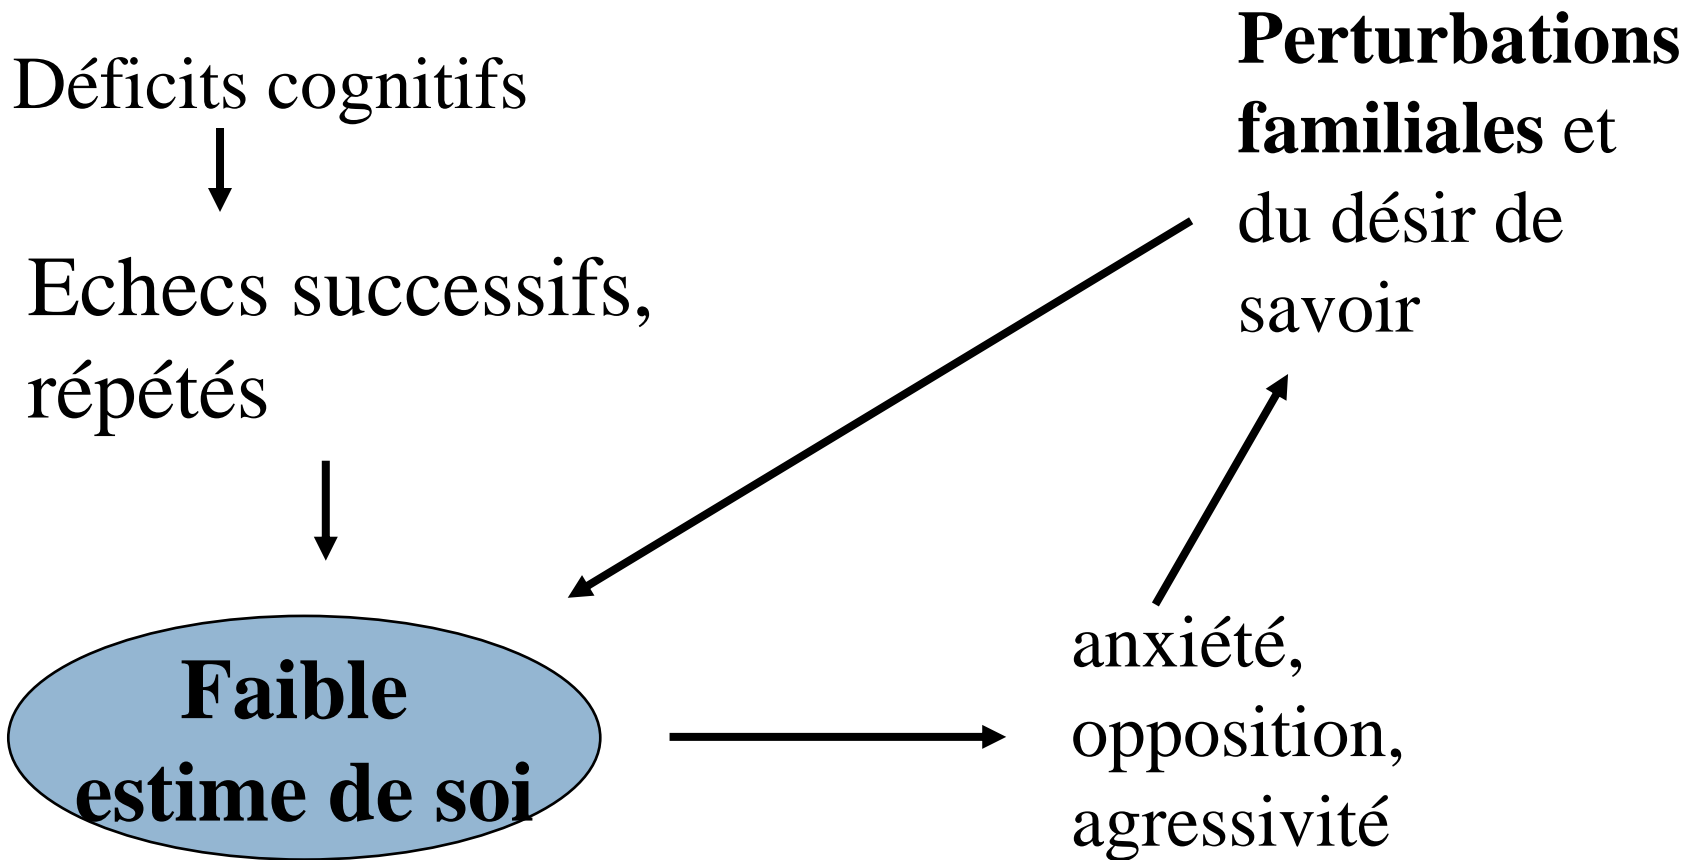 Déficits cognitifs
Echecs successifs,
répétés
Faible
estime de soi
anxiété,
opposition,
agressivité
Perturbations
familiales et
du désir de
savoir